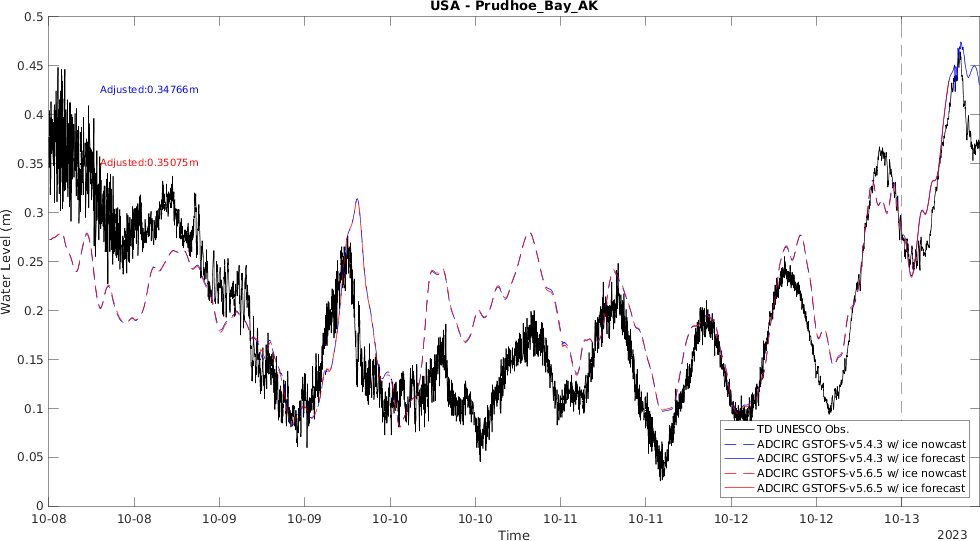 USA - Prudhoe_Bay_AK
0.5
0.45
0.4
0.35
0.3
0.25
0.2
0.15
0.1
0.05
0
Water Level (m)
Adjusted:0.34766m
Adjusted:0.35075m
TD UNESCO Obs.
ADCIRC GSTOFS-v5.4.3 w/ ice nowcast
ADCIRC GSTOFS-v5.4.3 w/ ice forecast
ADCIRC GSTOFS-v5.6.5 w/ ice nowcast
ADCIRC GSTOFS-v5.6.5 w/ ice forecast
10-08 10-08 10-09 10-09 10-10 10-10 10-11 10-11 10-12 10-12 10-13
Time
2023